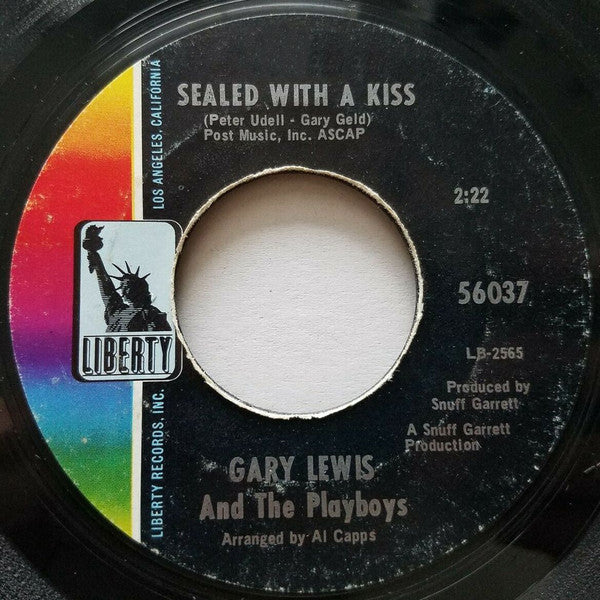 SEALED WITH A KISS
(Peter Udell - Gary Geld)
Post Music, Inc. ASCAP
2:22
56037
LB-2565
Produced by
Snuff Garrett
A Snuff Garrett
Production
GARY LEWIS
And The Playboys
Arranged by Al Capps
LIBERTY
LIBERTY RECORDS, INC.
LOS ANGELES, CALIFORNIA